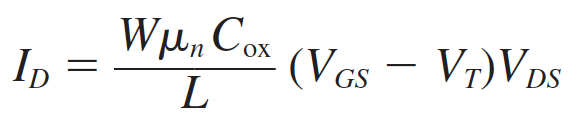 I_D = \frac{W\mu_n C_{ox}}{L} (V_{GS} - V_T)V_{DS}